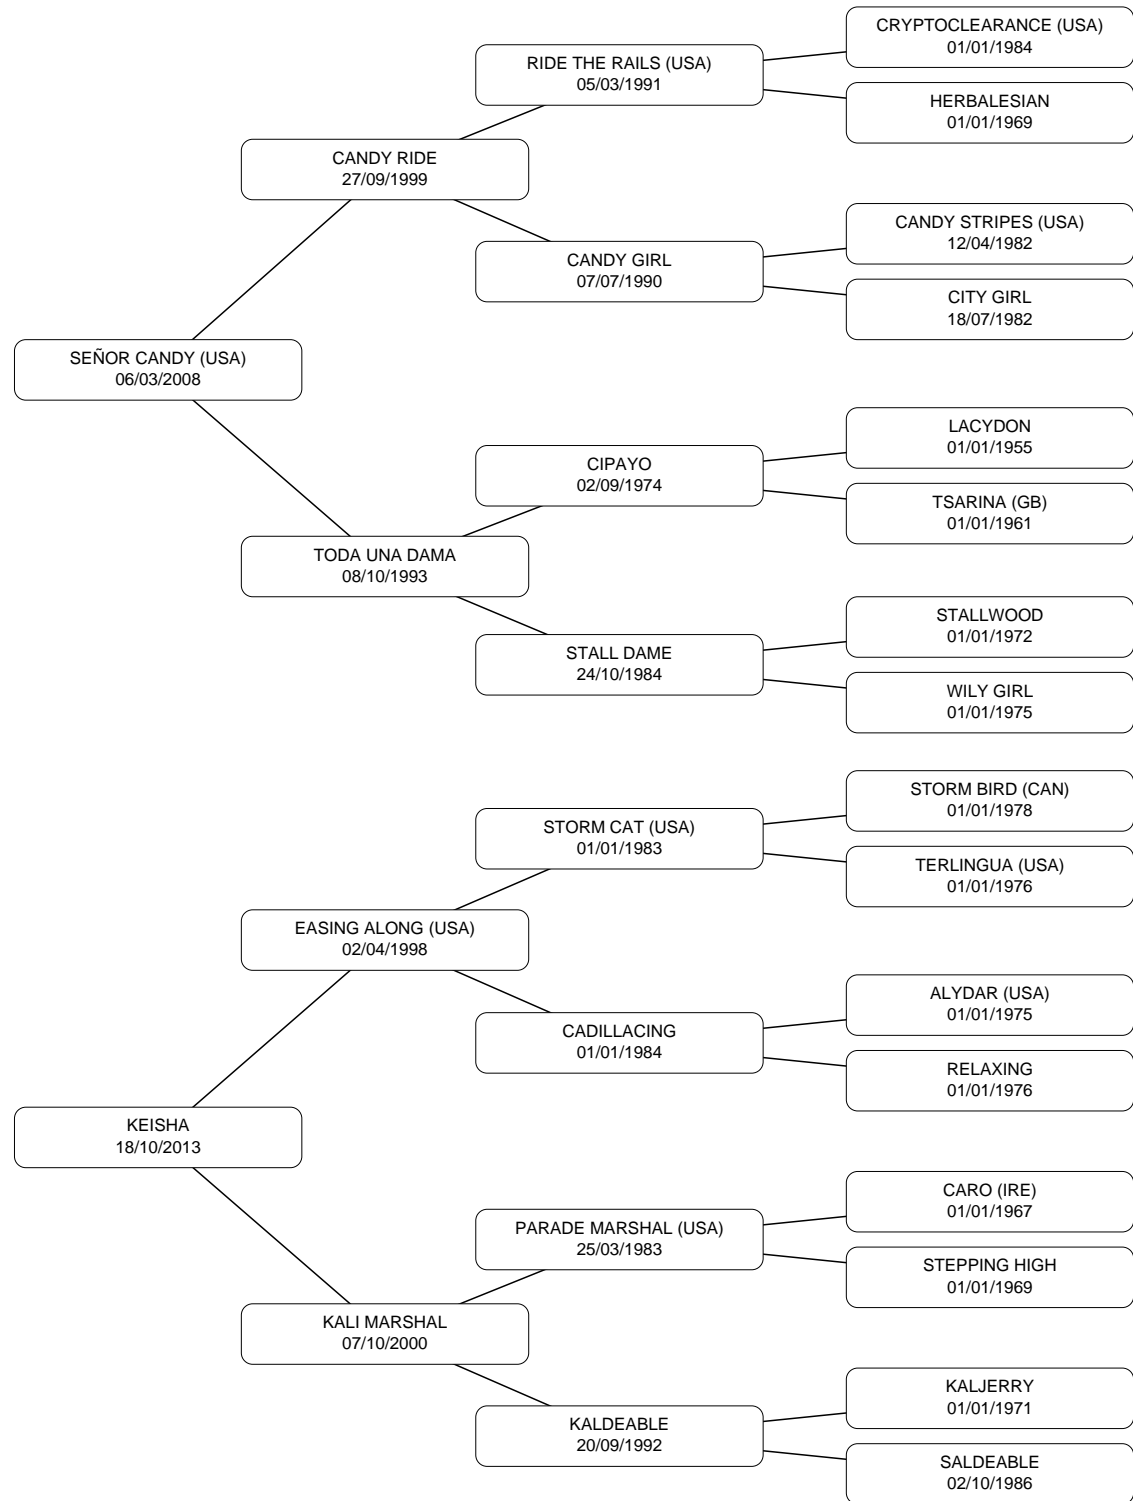 CRYPTOCLEARANCE (USA)
01/01/1984
RIDE THE RAILS (USA)
05/03/1991
HERBALESIAN
01/01/1969
CANDY RIDE
27/09/1999
CANDY STRIPES (USA)
12/04/1982
CANDY GIRL
07/07/1990
CITY GIRL
18/07/1982
SEÑOR CANDY (USA)
06/03/2008
LACYDON
01/01/1955
CIPAYO
02/09/1974
TSARINA (GB)
01/01/1961
TODA UNA DAMA
08/10/1993
STALLWOOD
01/01/1972
STALL DAME
24/10/1984
WILY GIRL
01/01/1975
STORM BIRD (CAN)
01/01/1978
STORM CAT (USA)
01/01/1983
TERLINGUA (USA)
01/01/1976
EASING ALONG (USA)
02/04/1998
ALYDAR (USA)
01/01/1975
CADILLACING
01/01/1984
RELAXING
01/01/1976
KEISHA
18/10/2013
CARO (IRE)
01/01/1967
PARADE MARSHAL (USA)
25/03/1983
STEPPING HIGH
01/01/1969
KALI MARSHAL
07/10/2000
KALJERRY
01/01/1971
KALDEABLE
20/09/1992
SALDEABLE
02/10/1986